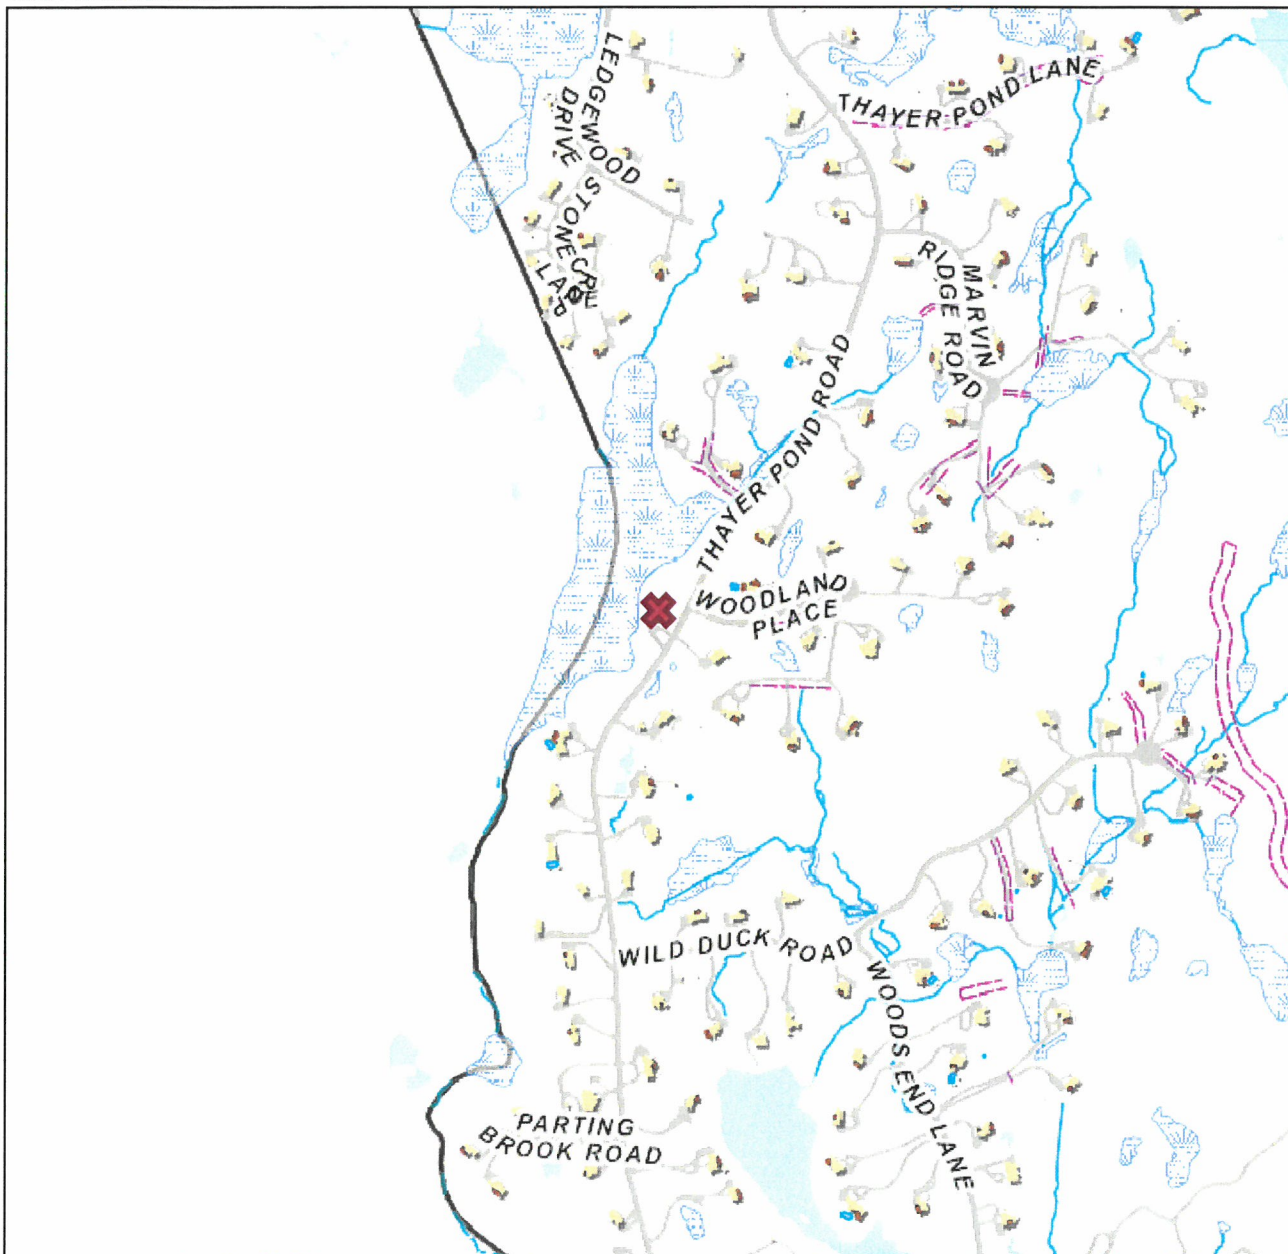 LEDGEWOOD
DRIVE
STONECROP
LANE
THAYER POND LANE
MARVIN
RIDGE ROAD
THAYER POND ROAD
WOODLAND
PLACE
WILD DUCK ROAD
WOODS END LANE
PARTING
BROOK ROAD